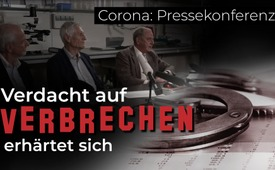 Corona: Pressekonferenz
Verdacht auf
VERBRECHEN
erhärtet sich